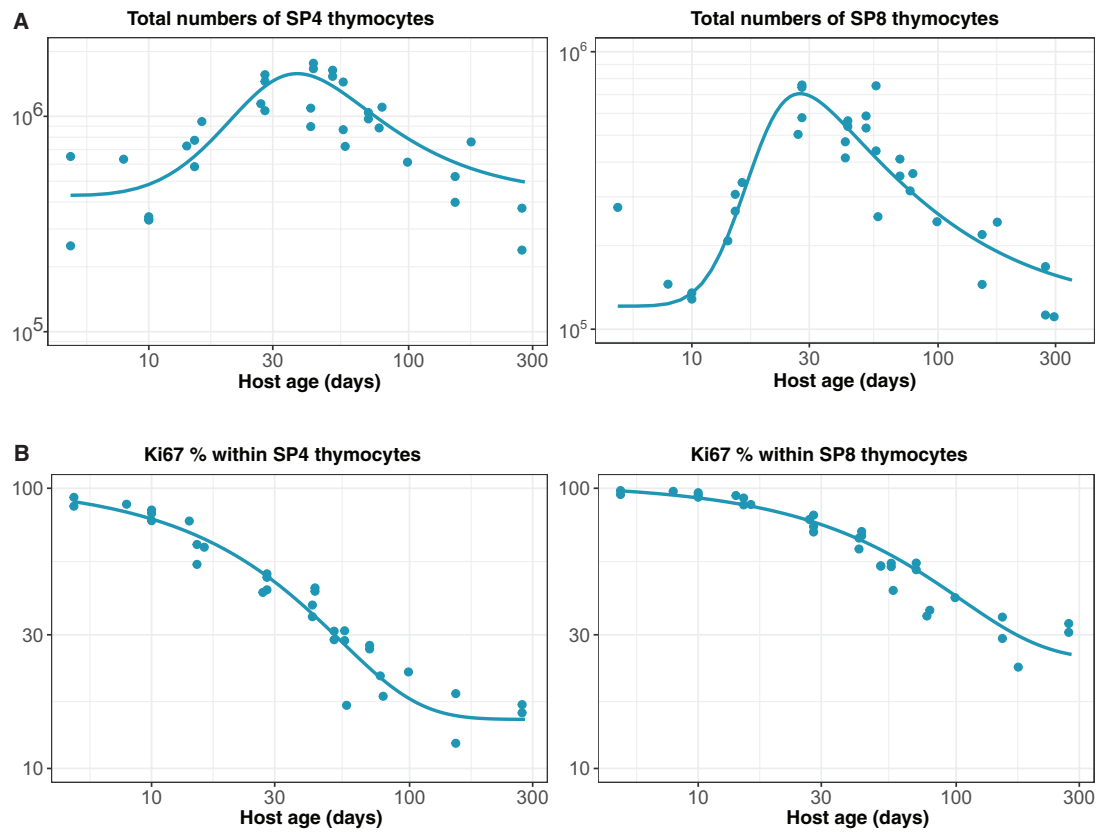 A
Total numbers of SP4 thymocytes
Total numbers of SP8 thymocytes
10^6
10^5
10 30 100 300
Host age (days)
10^6
10^5
10 30 100 300
Host age (days)
B
Ki67 % within SP4 thymocytes
Ki67 % within SP8 thymocytes
100
30
10
10 30 100 300
Host age (days)
100
30
10
10 30 100 300
Host age (days)